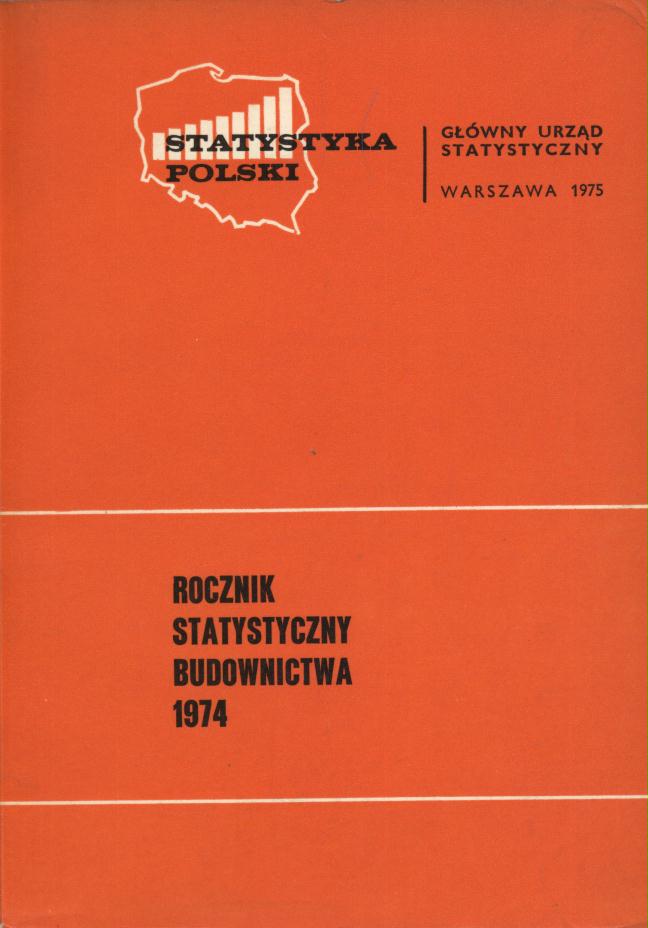 STATYSTYKA
POLSKI
GŁÓWNY URZĄD
STATYSTYCZNY
WARSZAWA 1975
ROCZNIK
STATYSTYCZNY
BUDOWNICTWA
1974